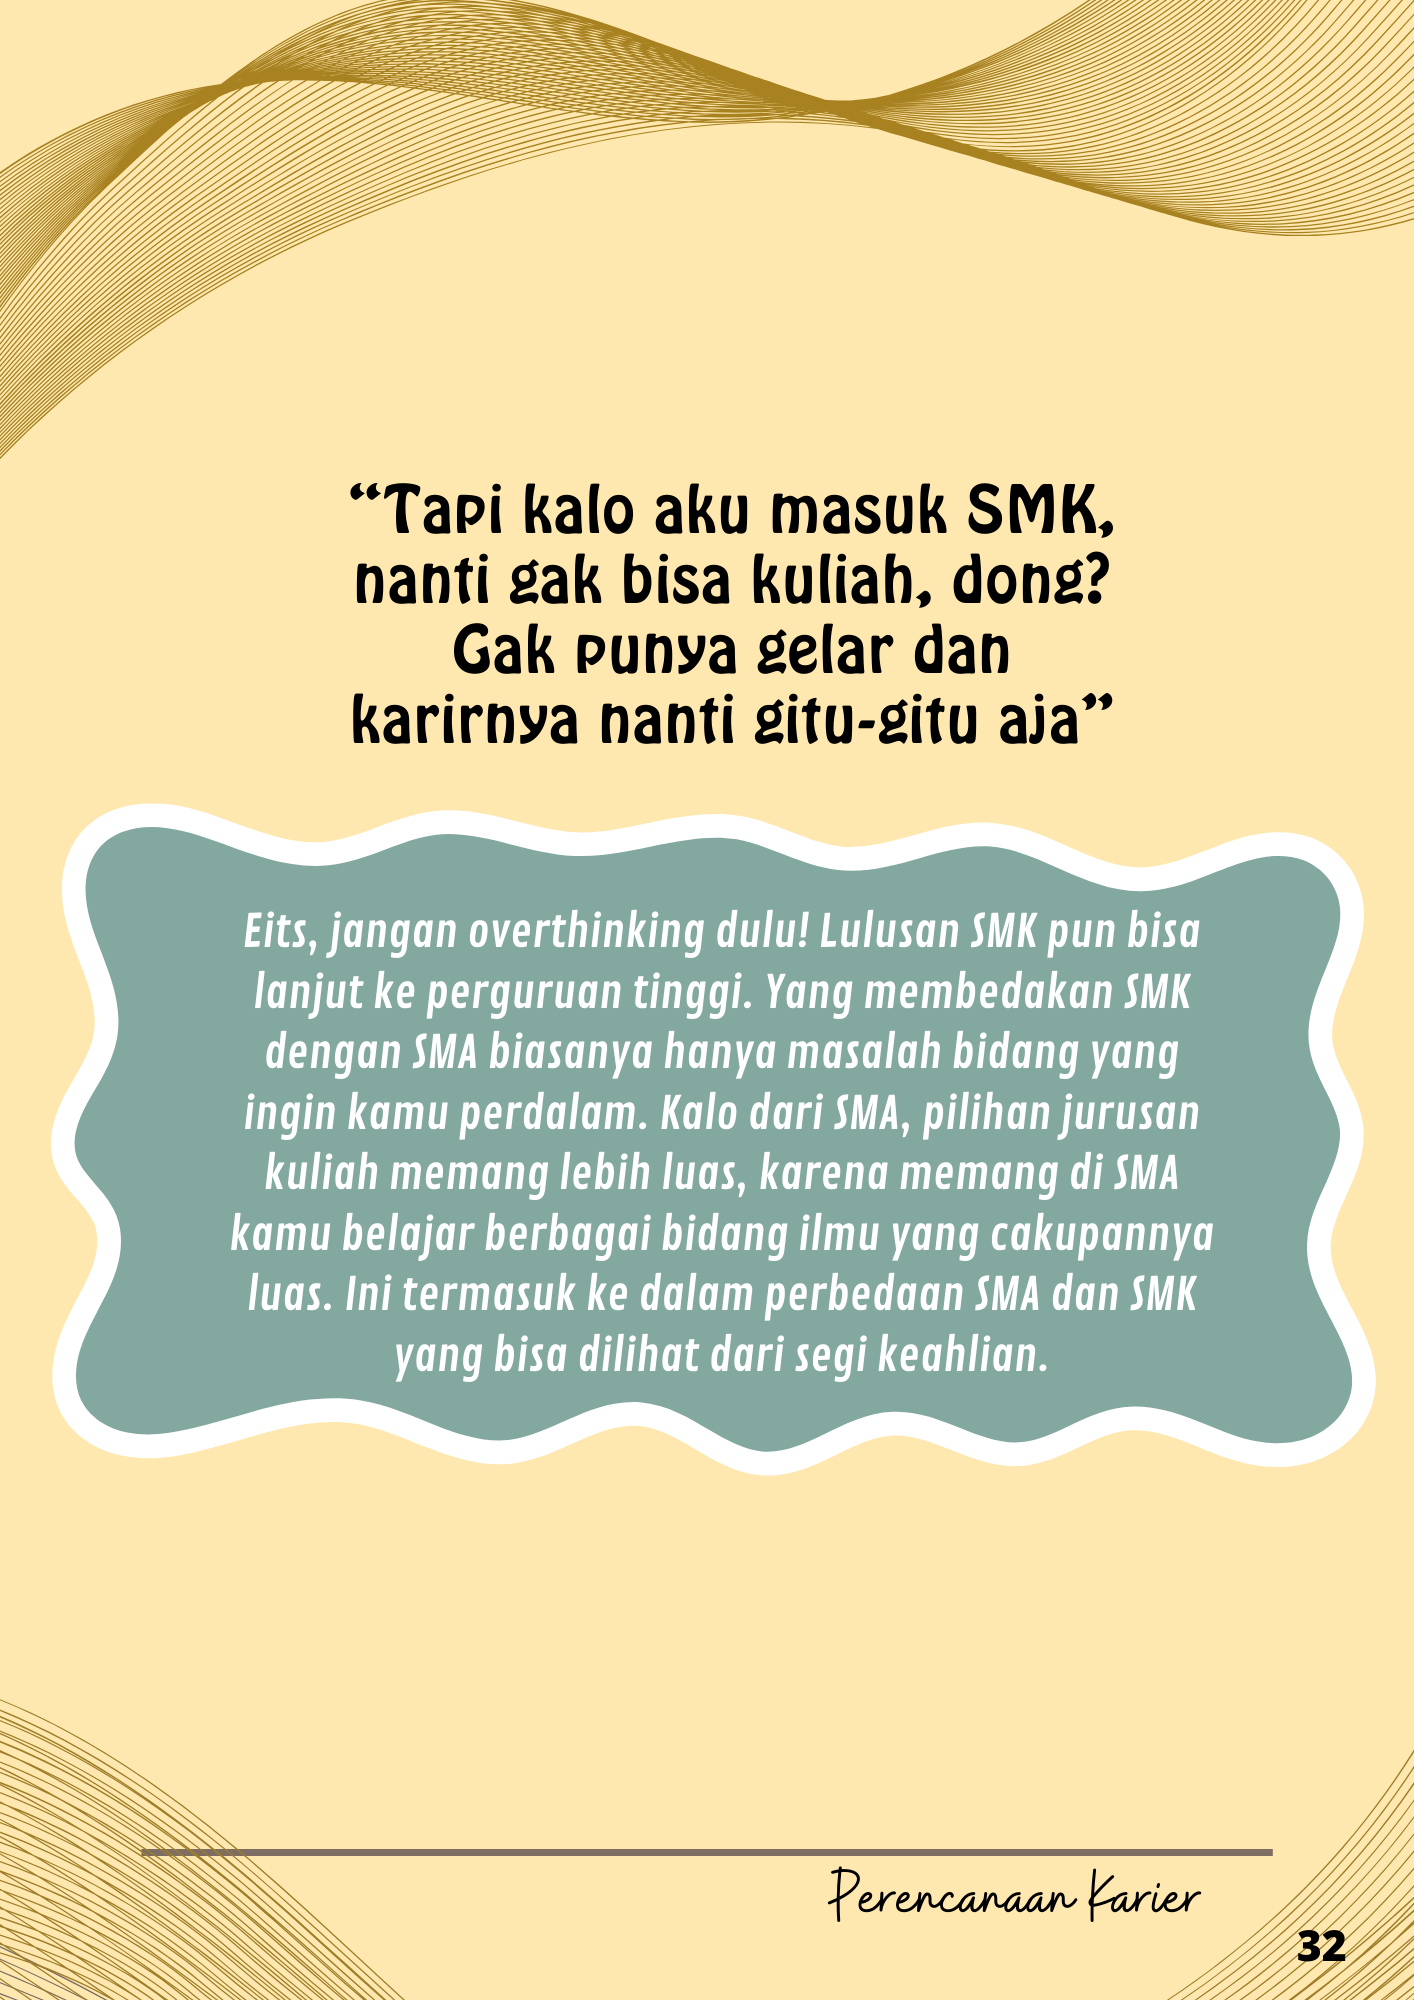 “Tapi kalo aku masuk SMK,
nanti gak bisa kuliah, dong?
Gak punya gelar dan
karirnya nanti gitu-gitu aja”
Eits, jangan overthinking dulu! Lulusan SMK pun bisa
lanjut ke perguruan tinggi. Yang membedakan SMK
dengan SMA biasanya hanya masalah bidang yang
ingin kamu perdalam. Kalo dari SMA, pilihan jurusan
kuliah memang lebih luas, karena memang di SMA
kamu belajar berbagai bidang ilmu yang cakupannya
luas. Ini termasuk ke dalam perbedaan SMA dan SMK
yang bisa dilihat dari segi keahlian.
Perencanaan Karier
32